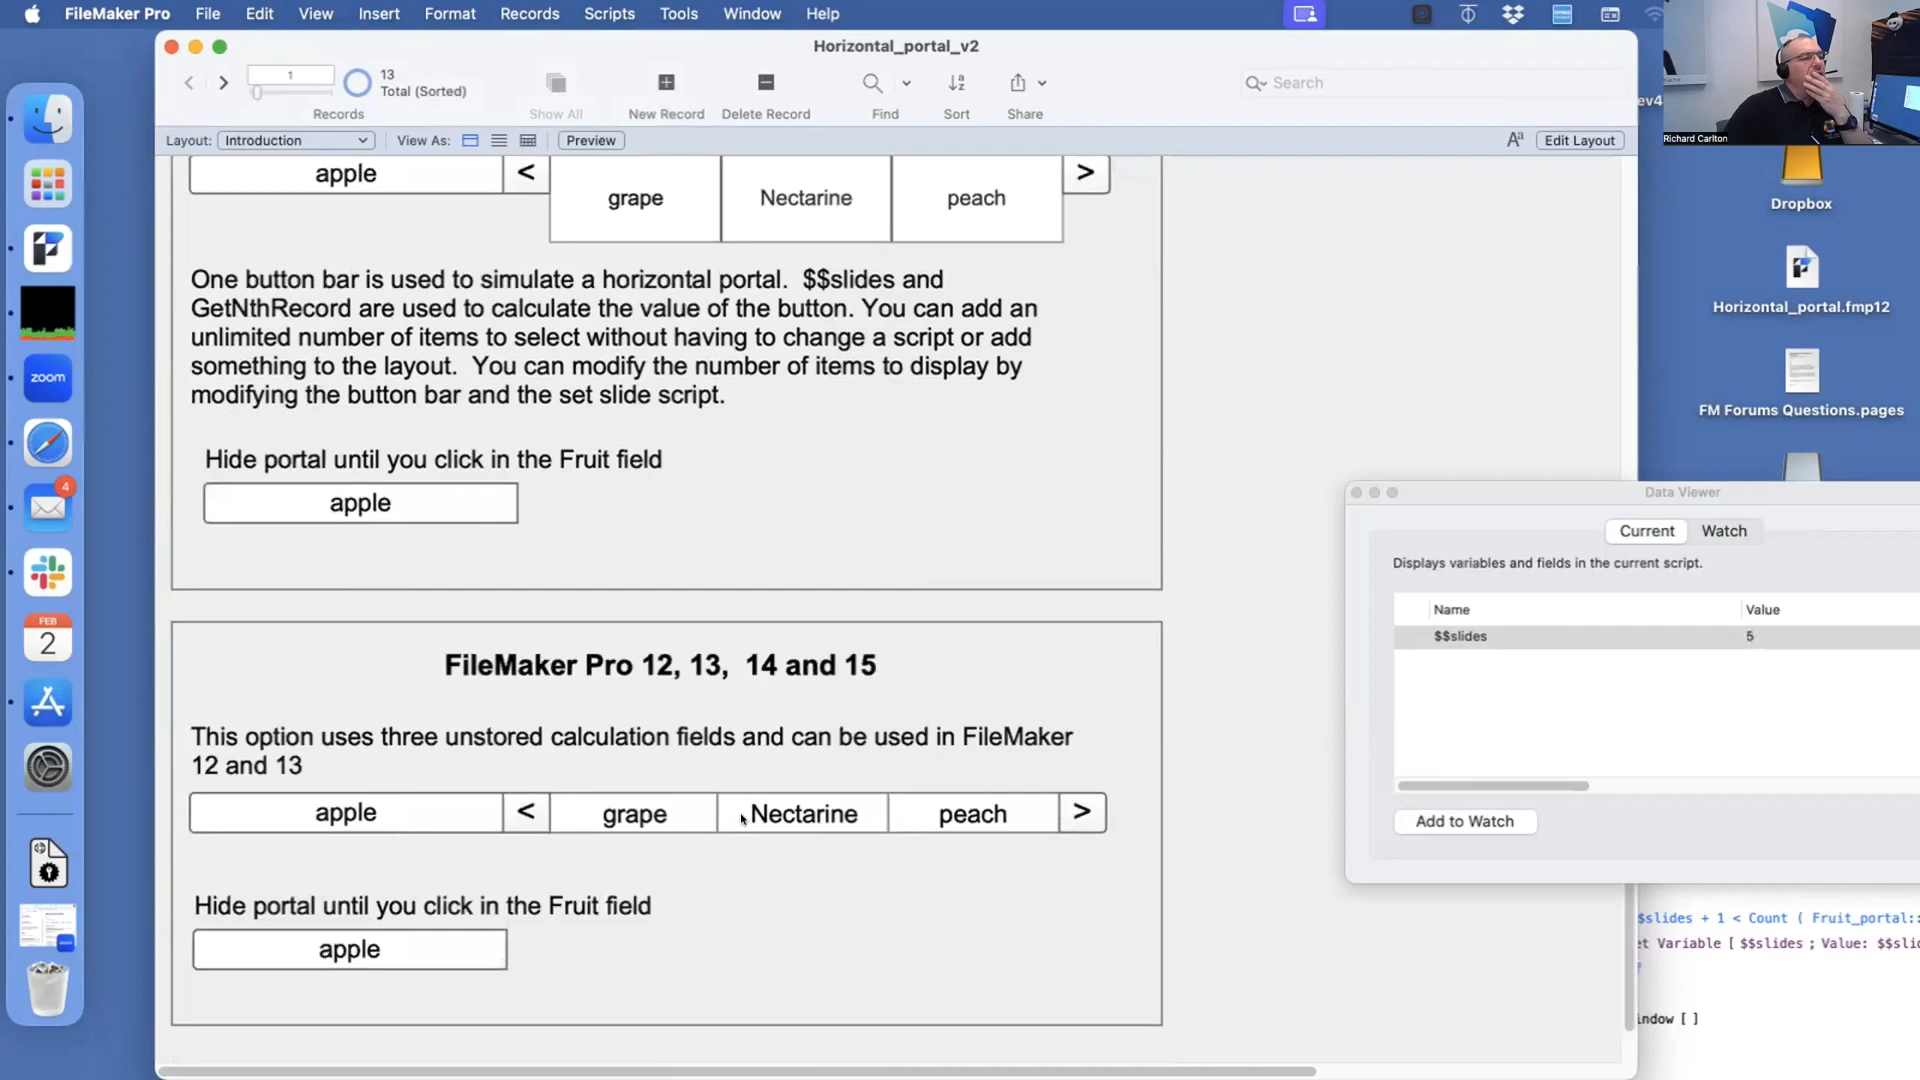 FileMaker Pro File Edit View Insert Format Records Scripts Tools Window Help
Horizontal_portal_v2
1
13
Total (Sorted)
Records
Show All
New Record
Delete Record
Find
Sort
Share
Search
Layout: Introduction View As: Preview
Aa Edit Layout
apple < grape Nectarine peach >
One button bar is used to simulate a horizontal portal. $$slides and
GetNthRecord are used to calculate the value of the button. You can add an
unlimited number of items to select without having to change a script or add
something to the layout. You can modify the number of items to display by
modifying the button bar and the set slide script.
Hide portal until you click in the Fruit field
apple
FileMaker Pro 12, 13, 14 and 15
This option uses three unstored calculation fields and can be used in FileMaker
12 and 13
apple < grape Nectarine peach >
Hide portal until you click in the Fruit field
apple
Richard Carlton
ev4
Dropbox
Horizontal_portal.fmp12
FM Forums Questions.pages
Data Viewer
Current Watch
Displays variables and fields in the current script.
Name Value
$$slides 5
Add to Watch
$slides + 1 < Count ( Fruit_portal::
et Variable [ $$slides ; Value: $$slid
indow [ ]
zoom
4
FEB
2
zoom